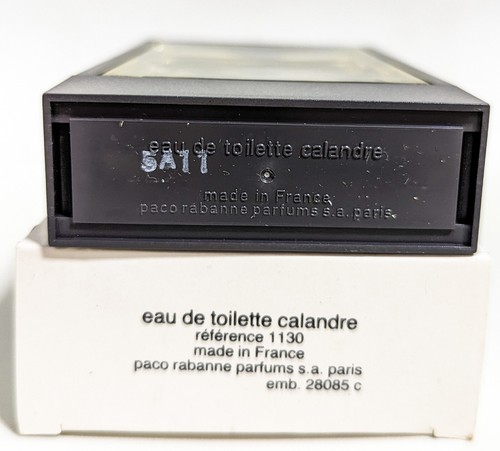 eau de toilette calandre
5A11
made in France
paco rabanne parfums s.a. paris
eau de toilette calandre
référence 1130
made in France
paco rabanne parfums s.a. paris
emb. 28085 c